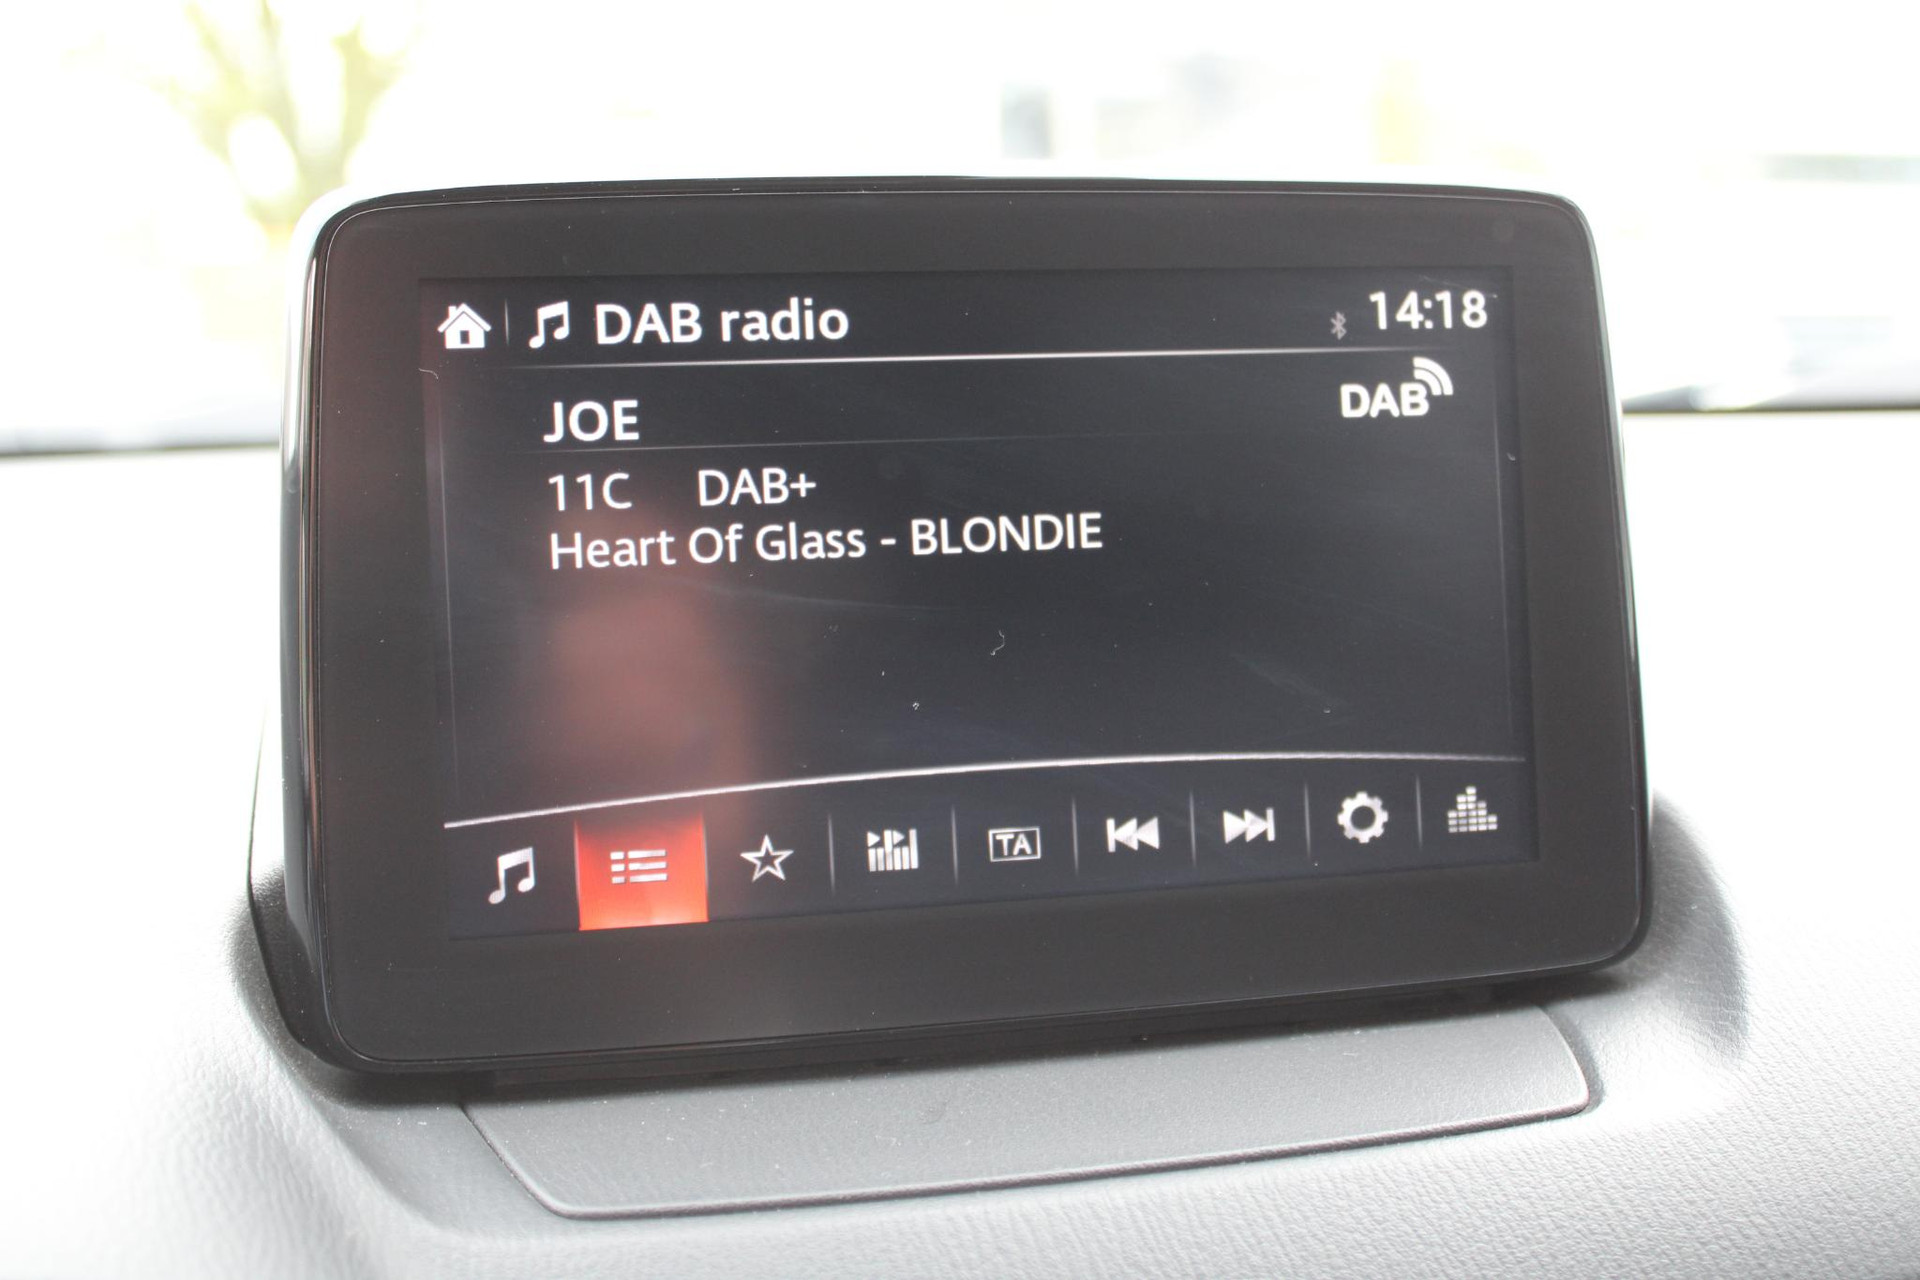 DAB radio 14:18
JOE DAB
11C DAB+
Heart Of Glass - BLONDIE
TA